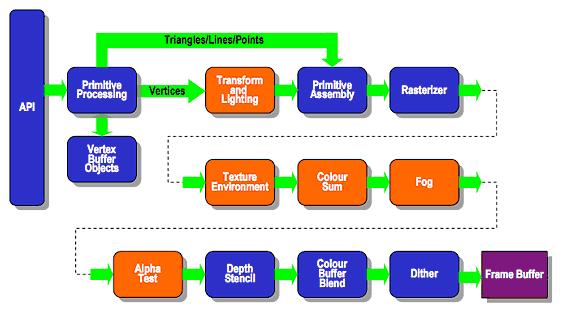 Triangles/Lines/Points
API
Primitive
Processing
Vertices
Transform
and
Lighting
Primitive
Assembly
Rasterizer
Vertex
Buffer
Objects
Texture
Environment
Colour
Sum
Fog
Alpha
Test
Depth
Stencil
Colour
Buffer
Blend
Dither
Frame Buffer